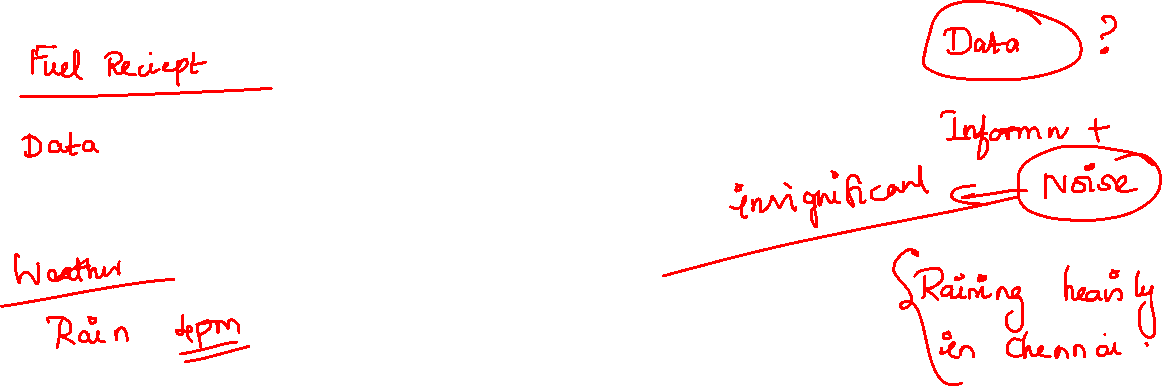 Fuel Reciept
Data
Weather
Rain
Data ?
Informn +
Noise
insignificant
Raining heavily
in Chennai.